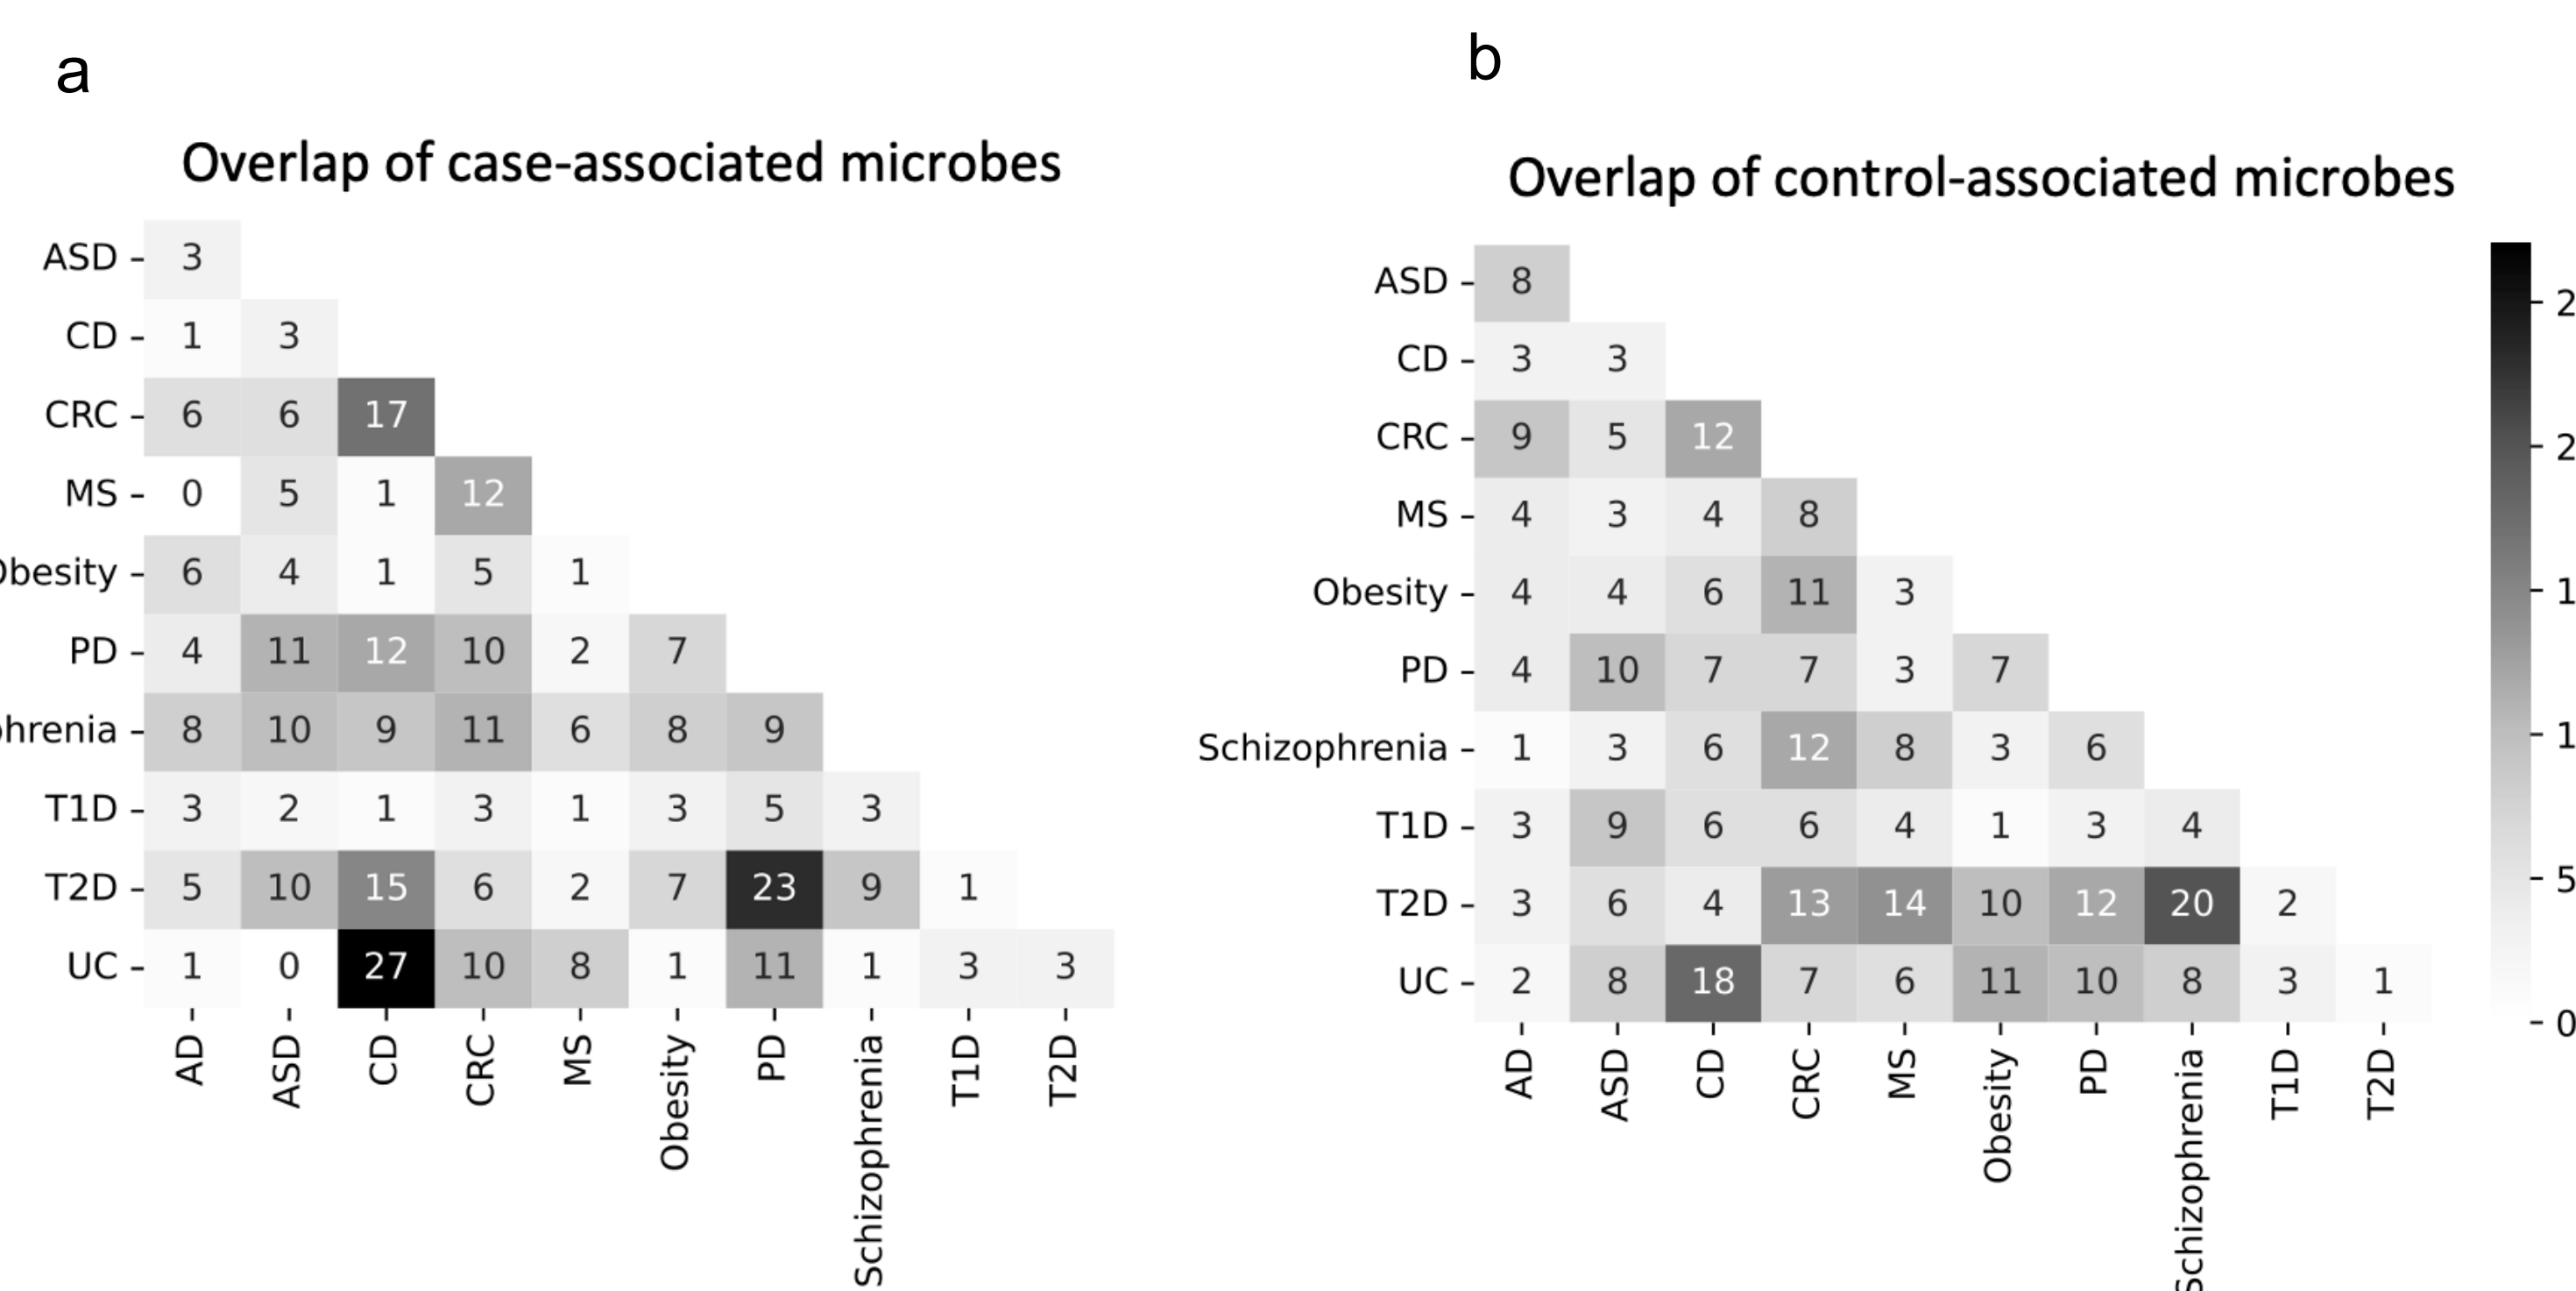 a
b
Overlap of case-associated microbes
Overlap of control-associated microbes
ASD 3
CD 1 3
CRC 6 6 17
MS 0 5 1 12
Obesity 6 4 1 5 1
PD 4 11 12 10 2 7
phrenia 8 10 9 11 6 8 9
T1D 3 2 1 3 1 3 5 3
T2D 5 10 15 6 2 7 23 9 1
UC 1 0 27 10 8 1 11 1 3 3
AD ASD CD CRC MS Obesity PD Schizophrenia T1D T2D
ASD 8
CD 3 3
CRC 9 5 12
MS 4 3 4 8
Obesity 4 4 6 11 3
PD 4 10 7 7 3 7
Schizophrenia 1 3 6 12 8 3 6
T1D 3 9 6 6 4 1 3 4
T2D 3 6 4 13 14 10 12 20 2
UC 2 8 18 7 6 11 10 8 3 1
AD ASD CD CRC MS Obesity PD Schizophrenia T1D T2D
2
2
1
1
5
0